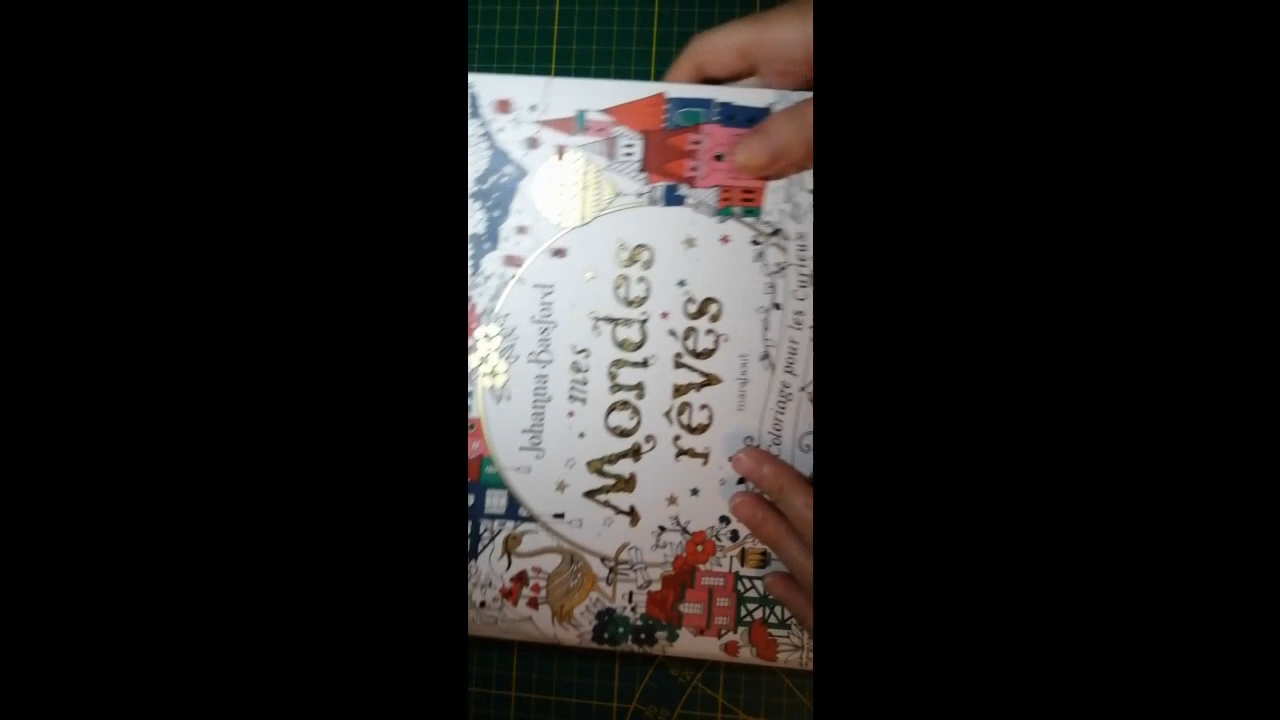 Johanna Basford
mes
Mondes
rêvés
marabout
Coloriage pour les Curieux